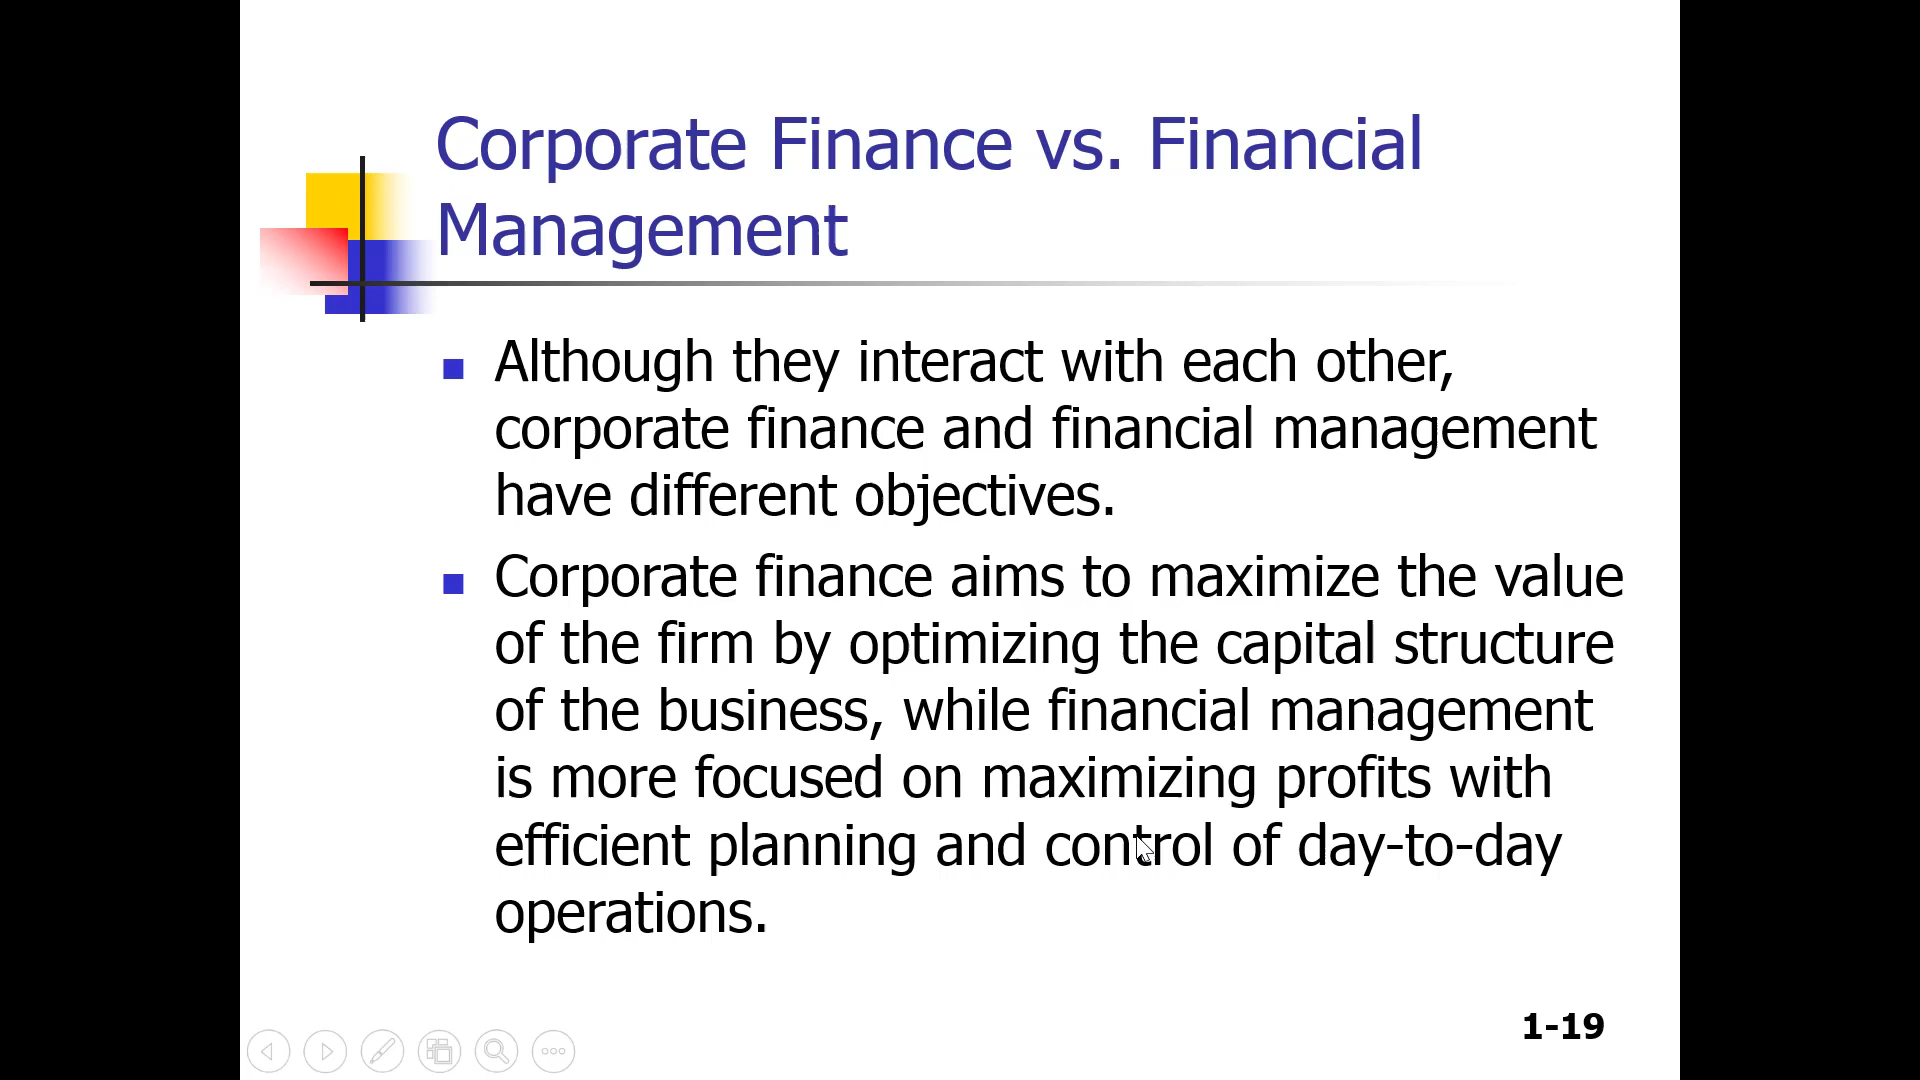 Corporate Finance vs. Financial
Management
Although they interact with each other,
corporate finance and financial management
have different objectives.
Corporate finance aims to maximize the value
of the firm by optimizing the capital structure
of the business, while financial management
is more focused on maximizing profits with
efficient planning and control of day-to-day
operations.
1-19